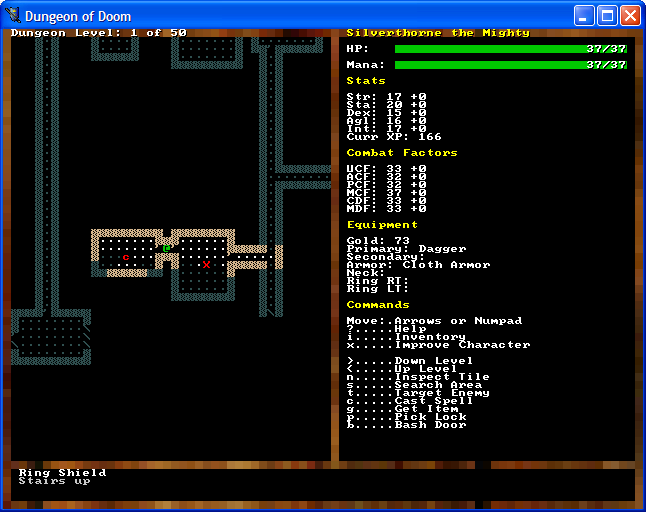 Dungeon of Doom
Dungeon Level: 1 of 50
Silverthorne the Mighty
HP: 37/37
Mana: 37/37
Stats
Str: 17 +0
Sta: 20 +0
Dex: 15 +0
Agl: 16 +0
Int: 17 +0
Curr XP: 166
Combat Factors
UCF: 33 +0
ACF: 32 +0
PCF: 32 +0
MCF: 37 +0
CDF: 33 +0
MDF: 33 +0
Equipment
Gold: 73
Primary: Dagger
Secondary:
Armor: Cloth Armor
Neck:
Ring RT:
Ring LT:
Commands
Move:.Arrows or Numpad
?.....Help
i.....Inventory
x.....Improve Character
>.....Down Level
<.....Up Level
n.....Inspect Tile
s.....Search Area
t.....Target Enemy
c.....Cast Spell
g.....Get Item
p.....Pick Lock
b.....Bash Door
Ring Shield
Stairs up